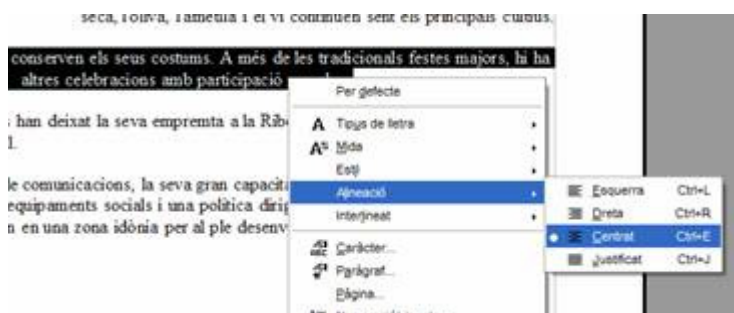 seca, l'oliva, l'ametlla i el vi continuen sent els principals cultius.
conserven els seus costums. A més de les tradicionals festes majors, hi ha
altres celebracions amb participació
s han deixat la seva empremta a la Ribe
l.
de comunicacions, la seva gran capacita
equipaments socials i una política dirig
n en una zona idònia per al ple desenv
Per defecte
Tipus de lletra
Mida
Estil
Alineació
Interlineat
Caràcter...
Paràgraf...
Pàgina...
Esquerra Ctrl+L
Dreta Ctrl+R
Centrat Ctrl+E
Justificat Ctrl+J